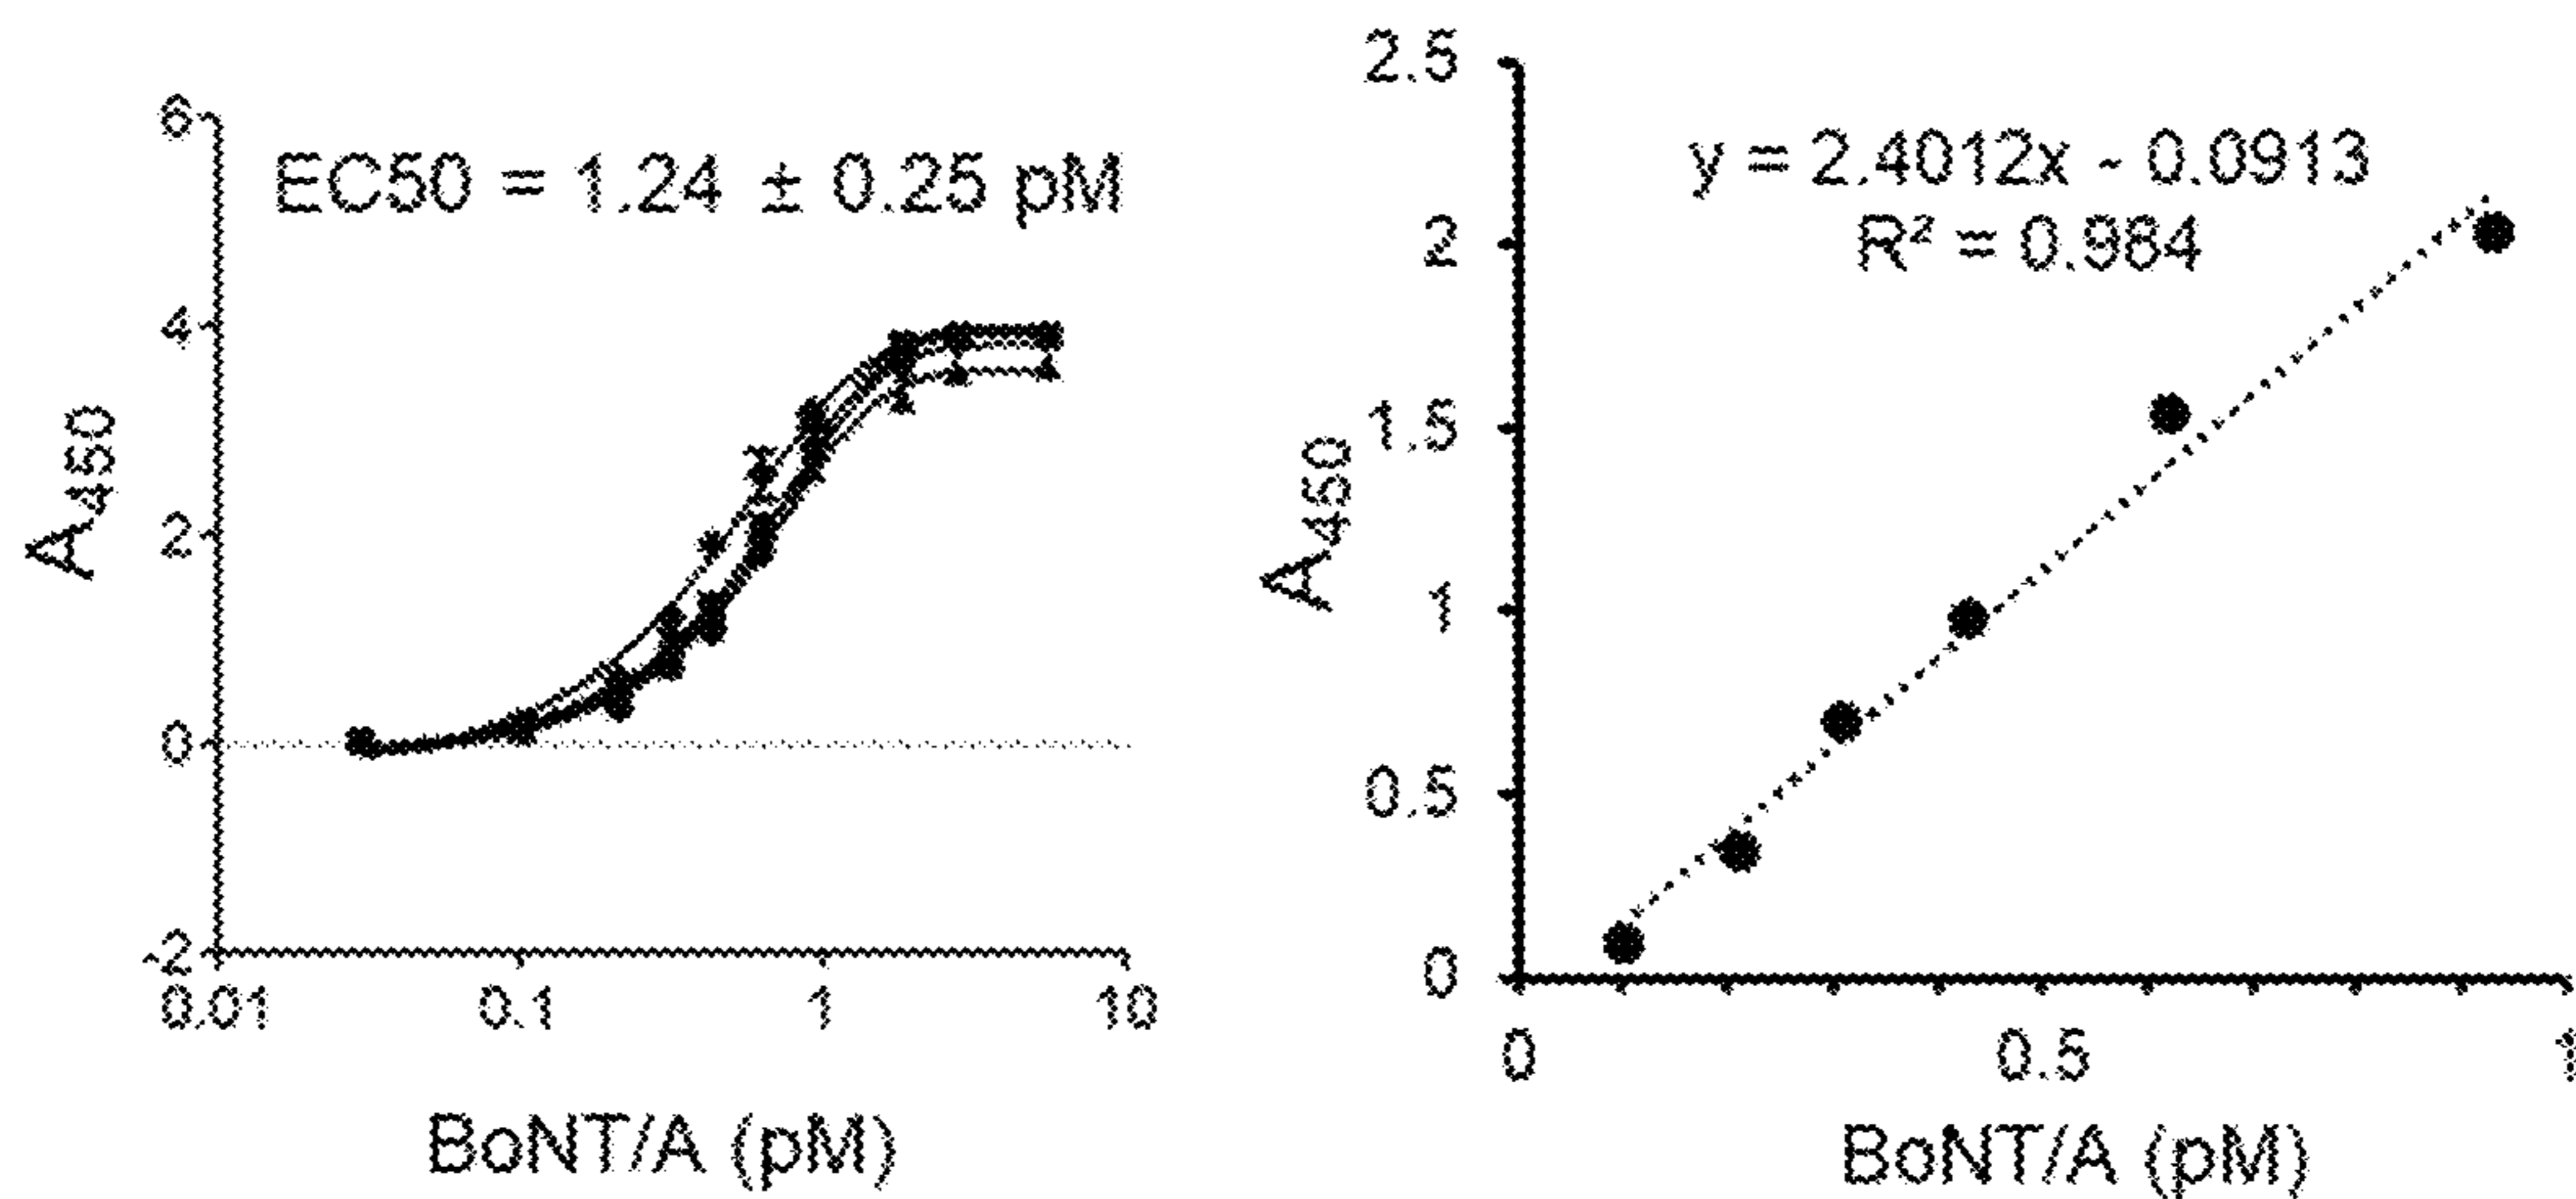 6
EC50 = 1.24 ± 0.25 pM
4
2
0
-2
0.01 0.1 1 10
A450
BoNT/A (pM)
2.5
y = 2.4012x - 0.0913
R² = 0.984
2
1.5
1
0.5
0
0 0.5 1
A450
BoNT/A (pM)